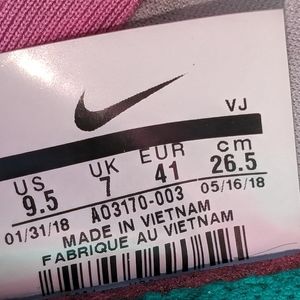 VJ
US UK EUR cm
9.5 7 41 26.5
01/31/18 AO3170-003 05/16/18
MADE IN VIETNAM
FABRIQUE AU VIETNAM